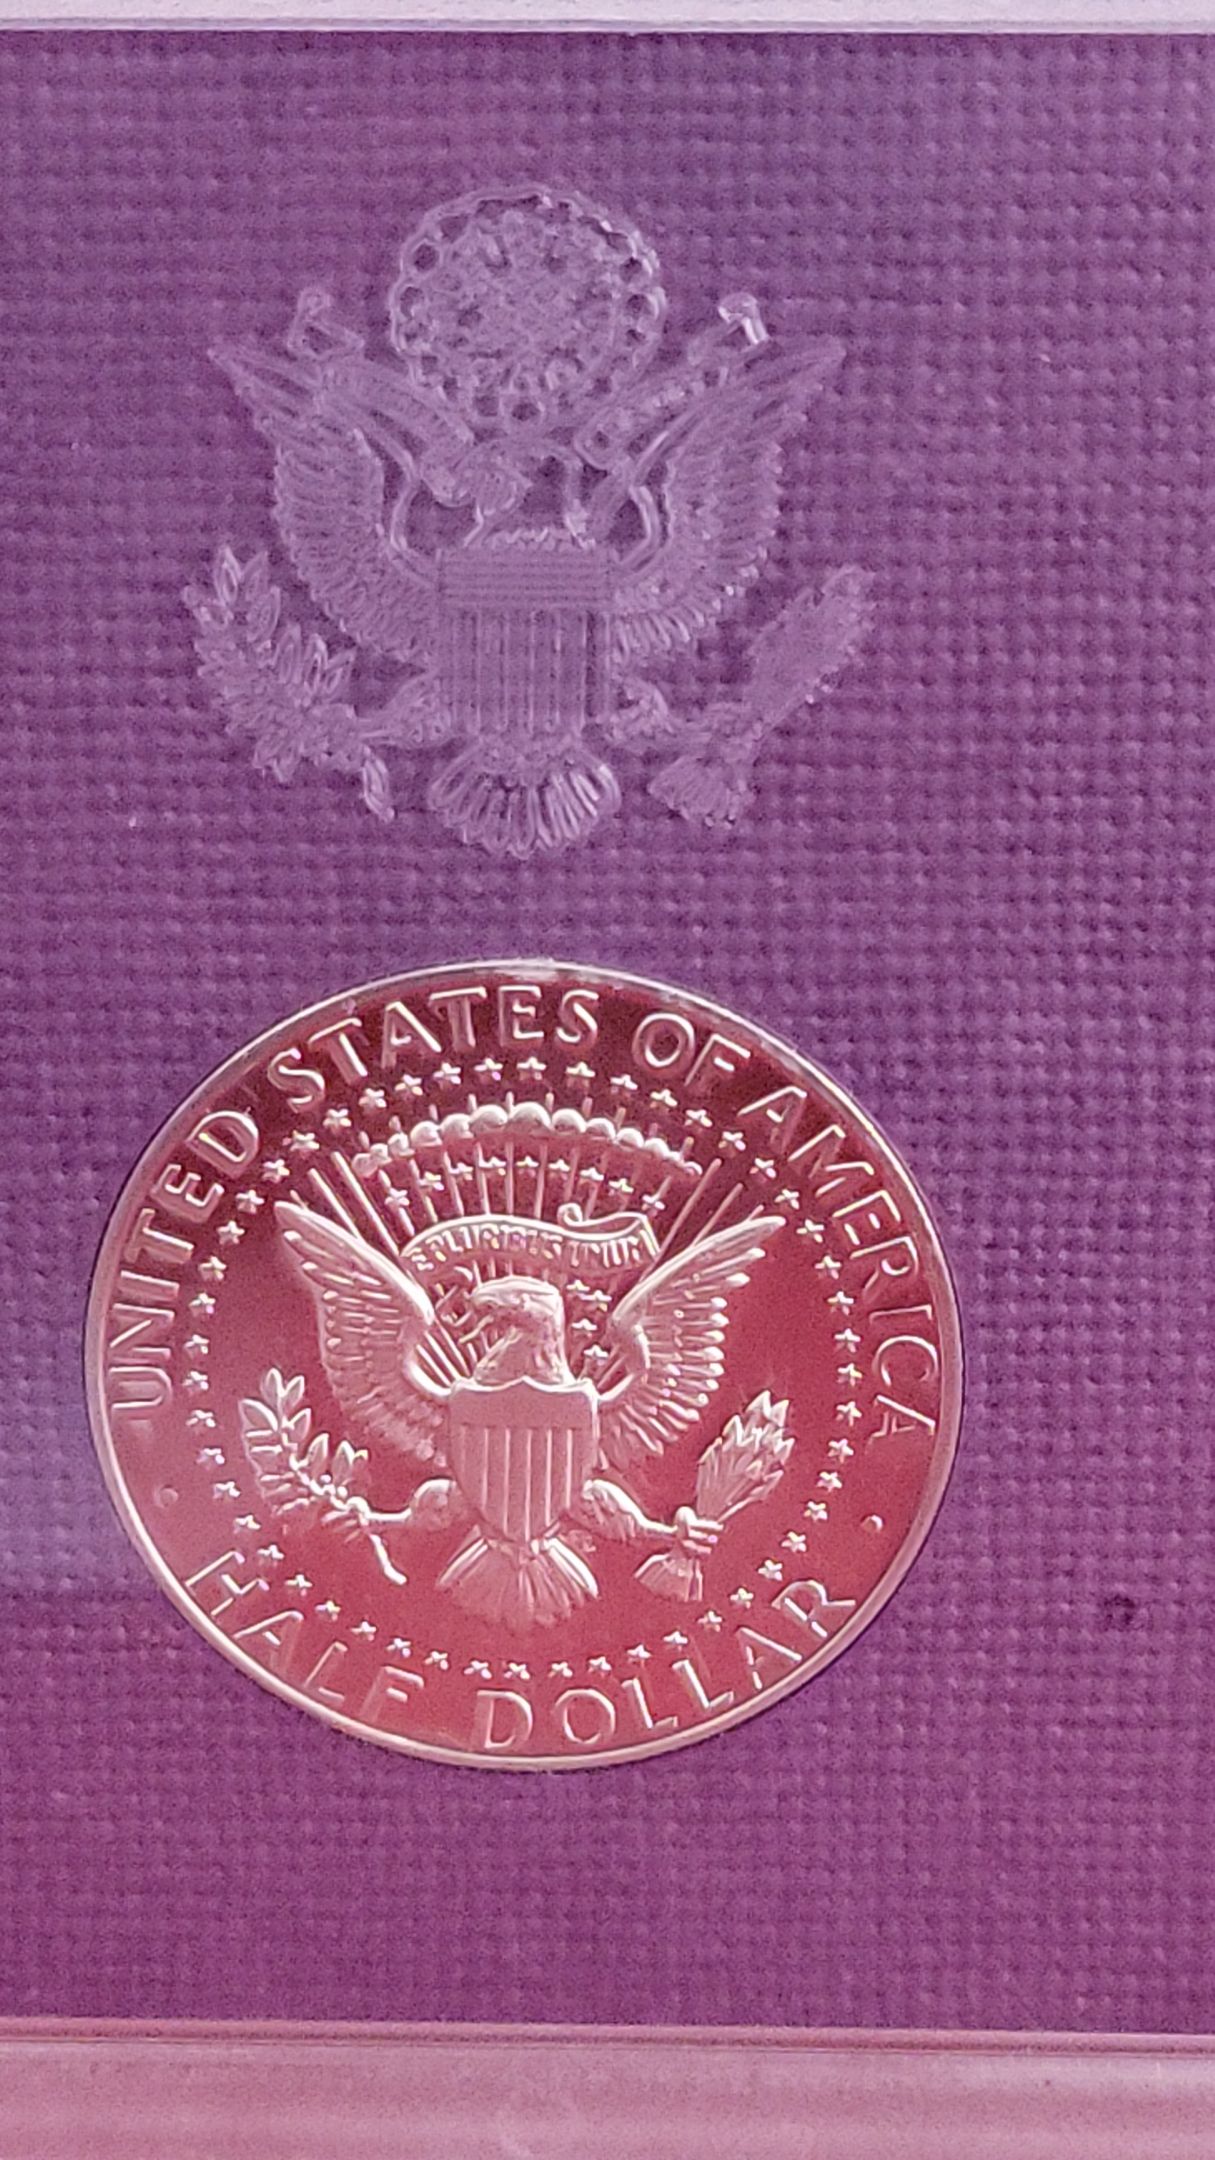 UNITED STATES OF AMERICA
E PLURIBUS UNUM
HALF DOLLAR